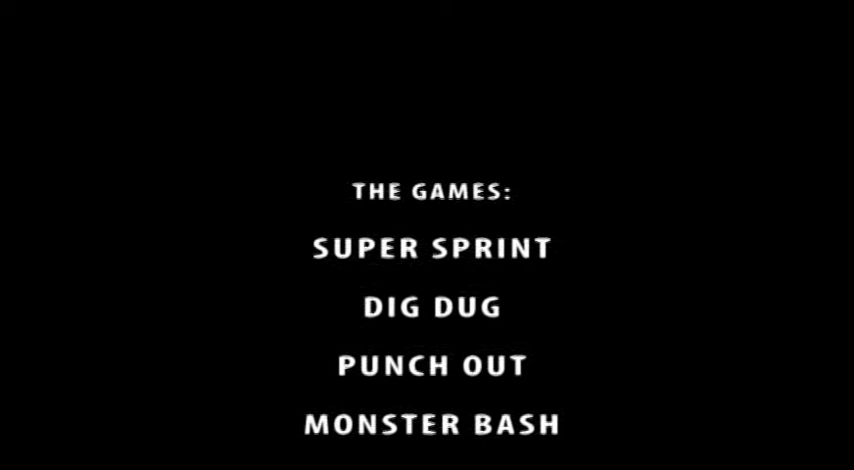 THE GAMES:
SUPER SPRINT
DIG DUG
PUNCH OUT
MONSTER BASH